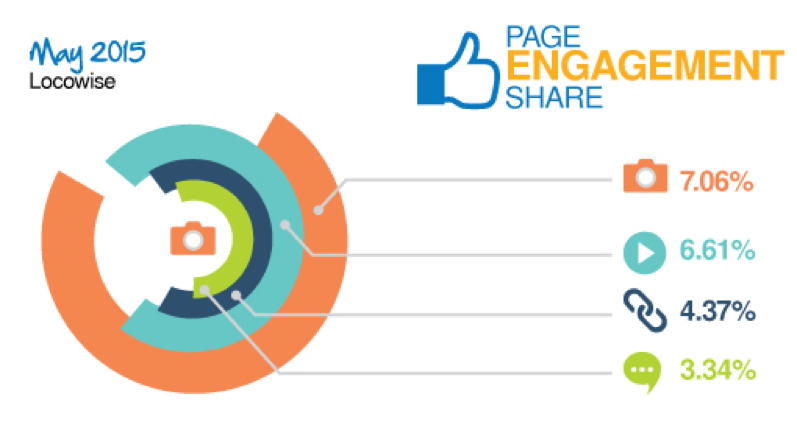 May 2015
Locowise
PAGE
ENGAGEMENT
SHARE
7.06%
6.61%
4.37%
3.34%